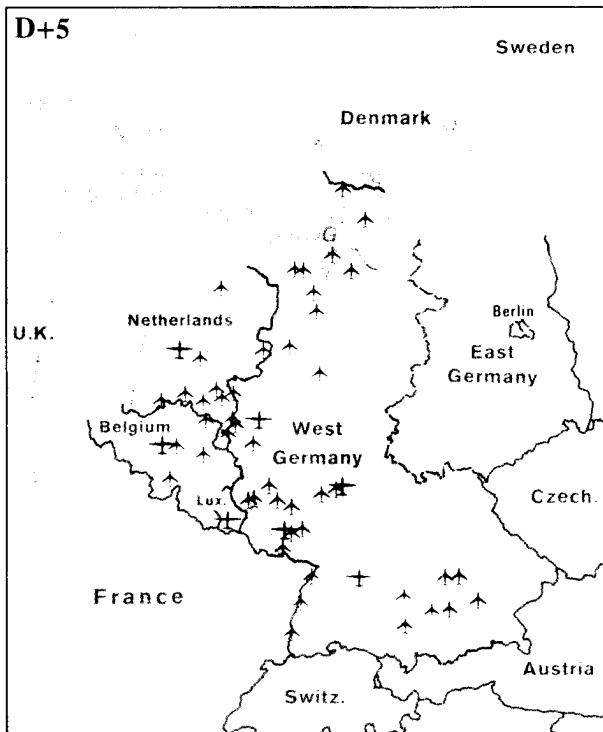 D+5
Sweden
Denmark
G
Netherlands
Berlin
U.K.
East
Germany
Belgium
West
Germany
Czech.
Lux.
France
Austria
Switz.